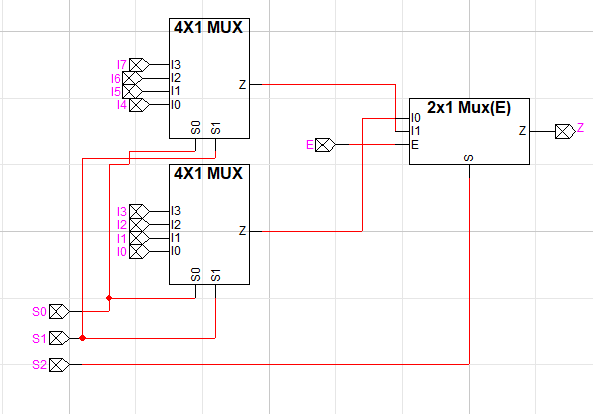 4X1 MUX
I7 I3
I6 I2
I5 I1 Z
I4 I0
S0 S1
2x1 Mux(E)
I0
I1 Z Z
E E
S
4X1 MUX
I3 I3
I2 I2
I1 I1 Z
I0 I0
S0 S1
S0
S1
S2